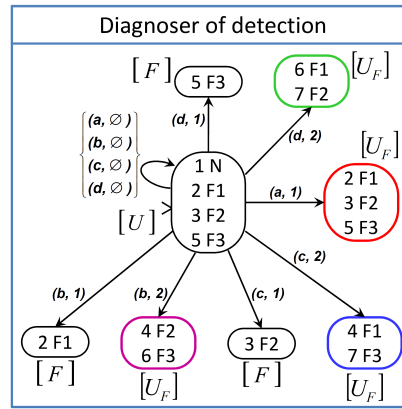 Diagnoser of detection
[F]
5 F3
6 F1
7 F2
[U_F]
(a, ∅)
(b, ∅)
(c, ∅)
(d, ∅)
(d, 1)
(d, 2)
[U_F]
1 N
2 F1
3 F2
5 F3
[U]
(a, 1)
2 F1
3 F2
5 F3
(c, 2)
(b, 1)
(b, 2)
(c, 1)
2 F1
[F]
4 F2
6 F3
[U_F]
3 F2
[F]
4 F1
7 F3
[U_F]